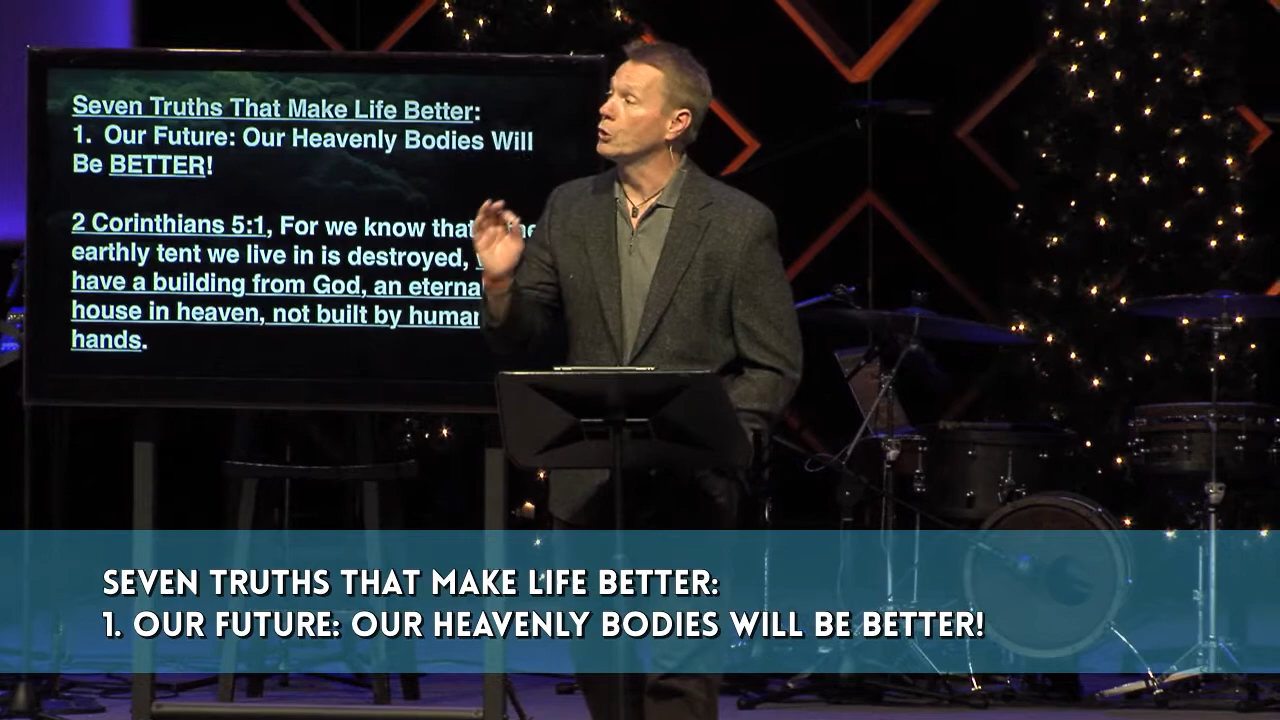 Seven Truths That Make Life Better:
1. Our Future: Our Heavenly Bodies Will
Be BETTER!
2 Corinthians 5:1, For we know that
earthly tent we live in is destroyed,
have a building from God, an
house in heaven, not built by
hands.
SEVEN TRUTHS THAT MAKE LIFE BETTER:
1. OUR FUTURE: OUR HEAVENLY BODIES WILL BE BETTER!